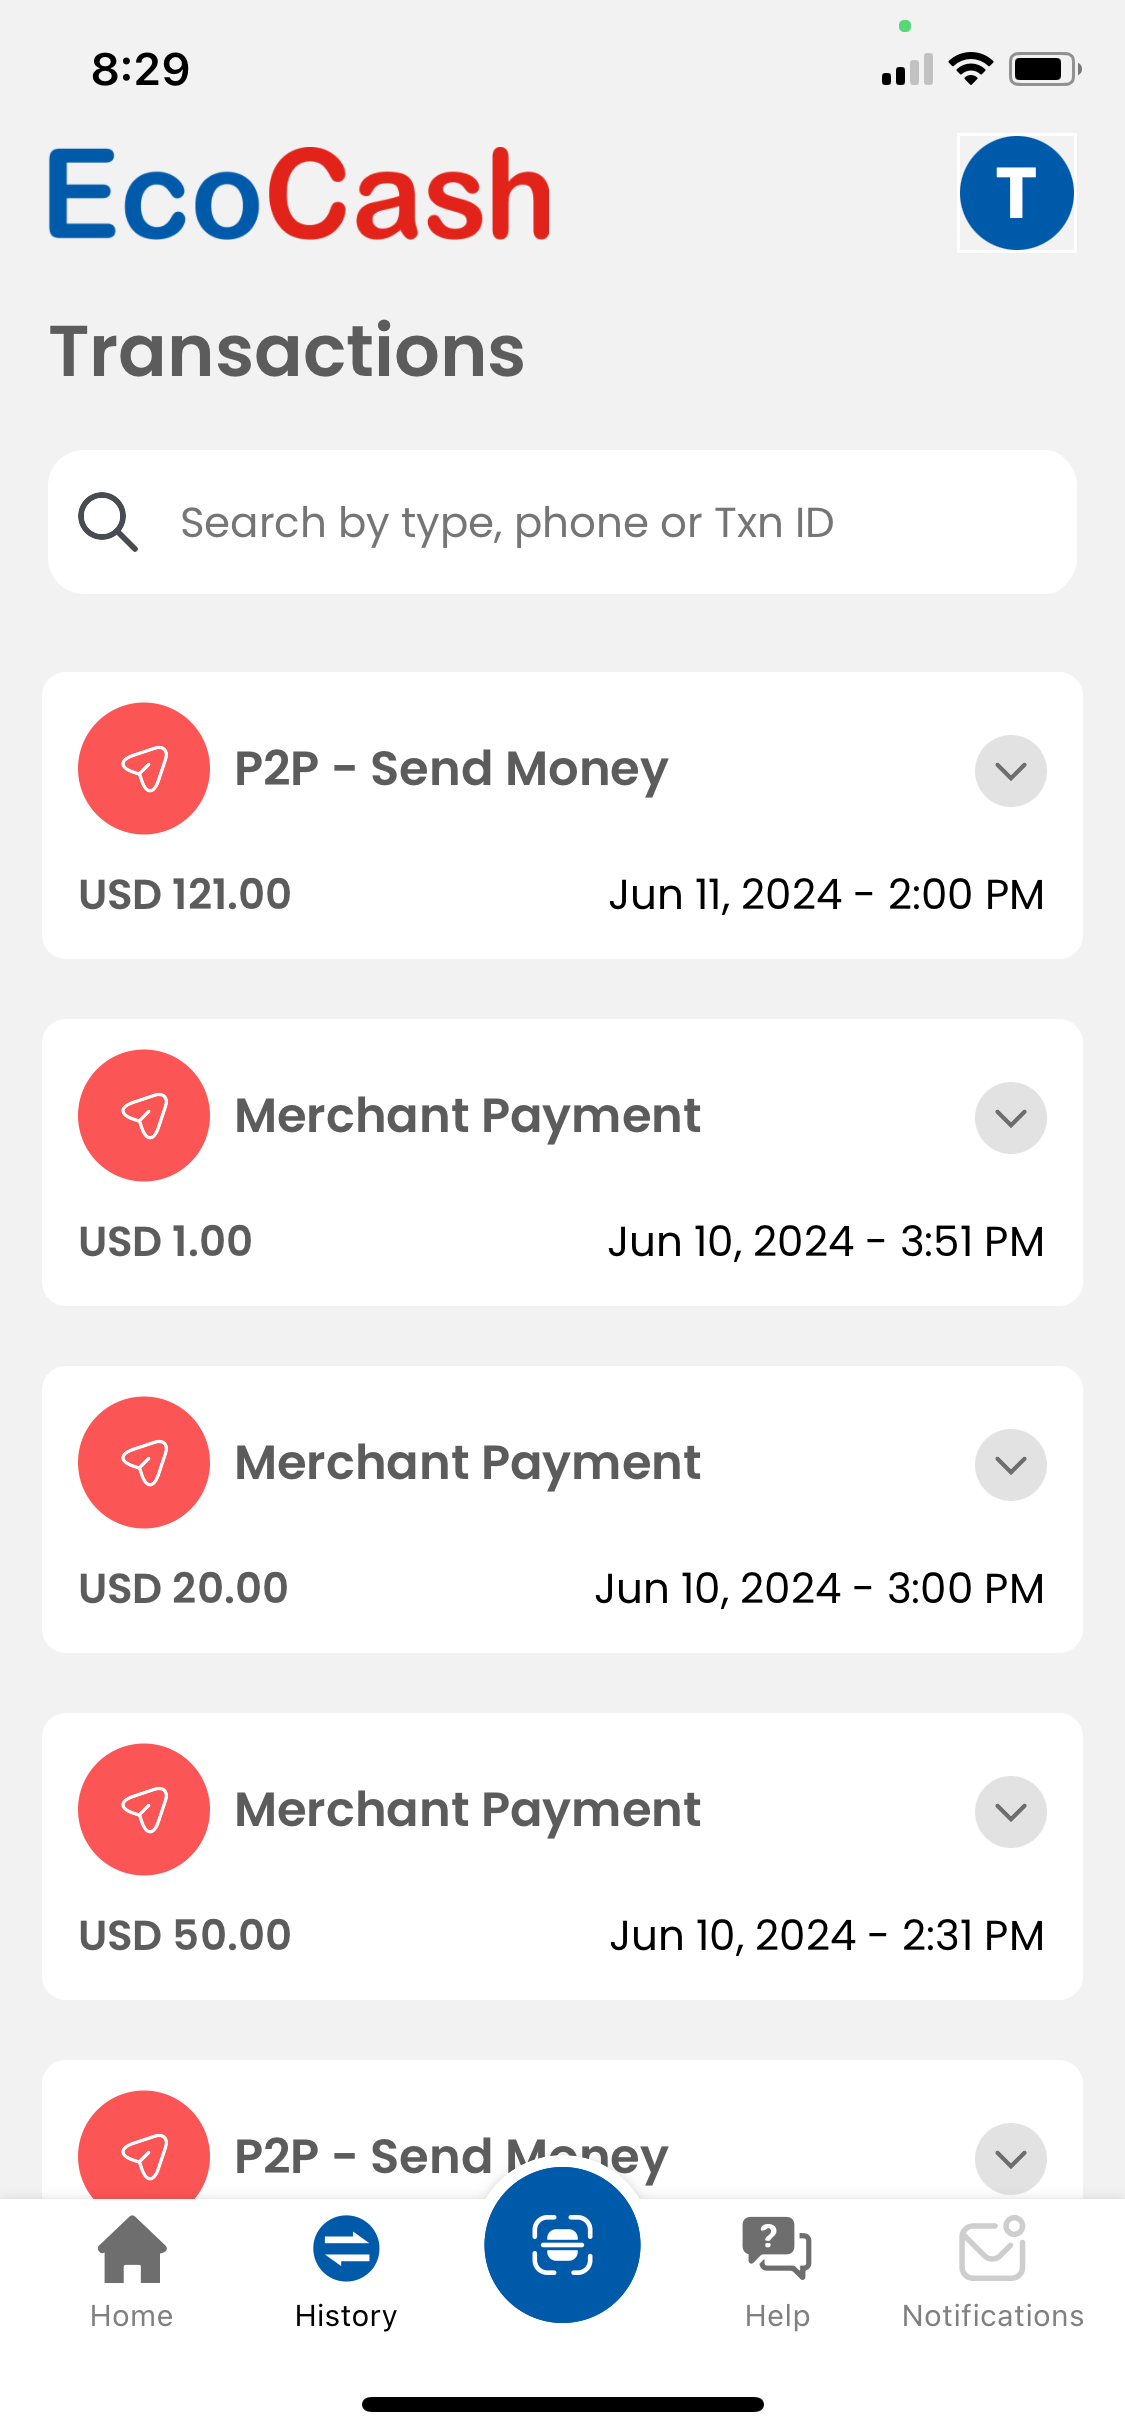 8:29
EcoCash
T
Transactions
Search by type, phone or Txn ID
P2P - Send Money
USD 121.00 Jun 11, 2024 - 2:00 PM
Merchant Payment
USD 1.00 Jun 10, 2024 - 3:51 PM
Merchant Payment
USD 20.00 Jun 10, 2024 - 3:00 PM
Merchant Payment
USD 50.00 Jun 10, 2024 - 2:31 PM
P2P - Send Money
Home History Help Notifications